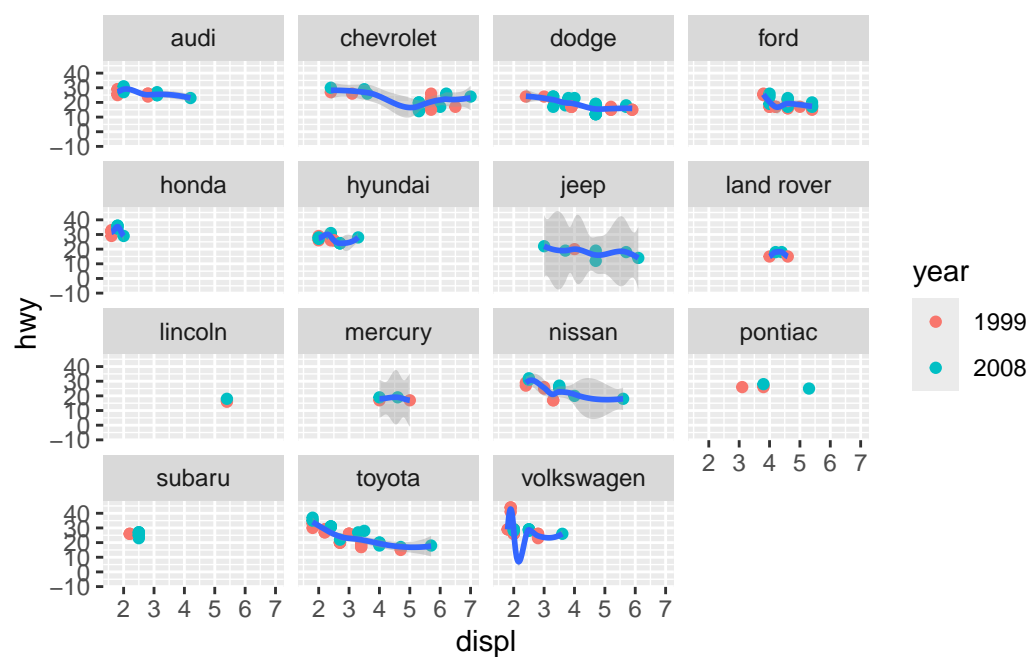 audi chevrolet dodge ford
40
30
20
10
0
−10
honda hyundai jeep land rover
40
30
20
10
0
−10
lincoln mercury nissan pontiac
40
30
20
10
0
−10
2 3 4 5 6 7
subaru toyota volkswagen
40
30
20
10
0
−10
2 3 4 5 6 7 2 3 4 5 6 7 2 3 4 5 6 7
displ
hwy
year
1999
2008